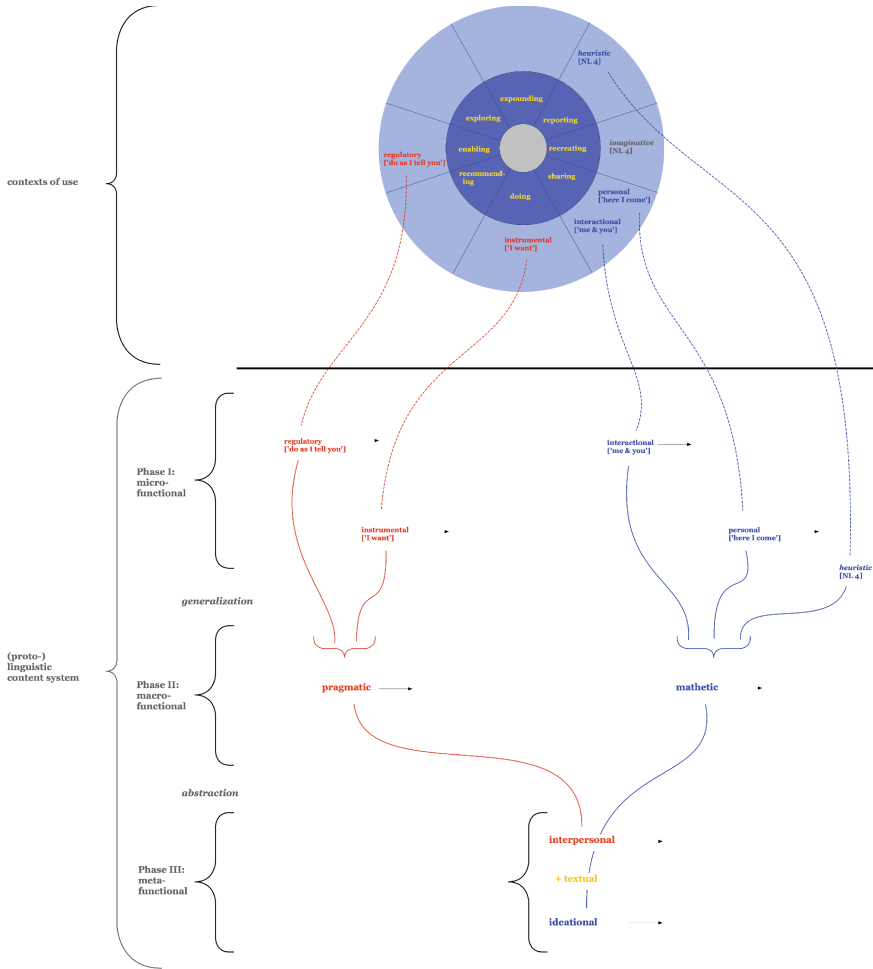 heuristic
[NL 4]
expounding
exploring
reporting
imaginative
[NL 4]
regulatory
['do as I tell you']
enabling
recreating
recommend-
ing
sharing
contexts of use
doing
personal
['here I come']
interactional
['me & you']
instrumental
['I want']
regulatory
['do as I tell you']
interactional
['me & you']
Phase I:
micro-
functional
instrumental
['I want']
personal
['here I come']
heuristic
[NL 4]
generalization
(proto-)
linguistic
content system
Phase II:
macro-
functional
pragmatic
mathetic
abstraction
interpersonal
Phase III:
meta-
functional
+ textual
ideational